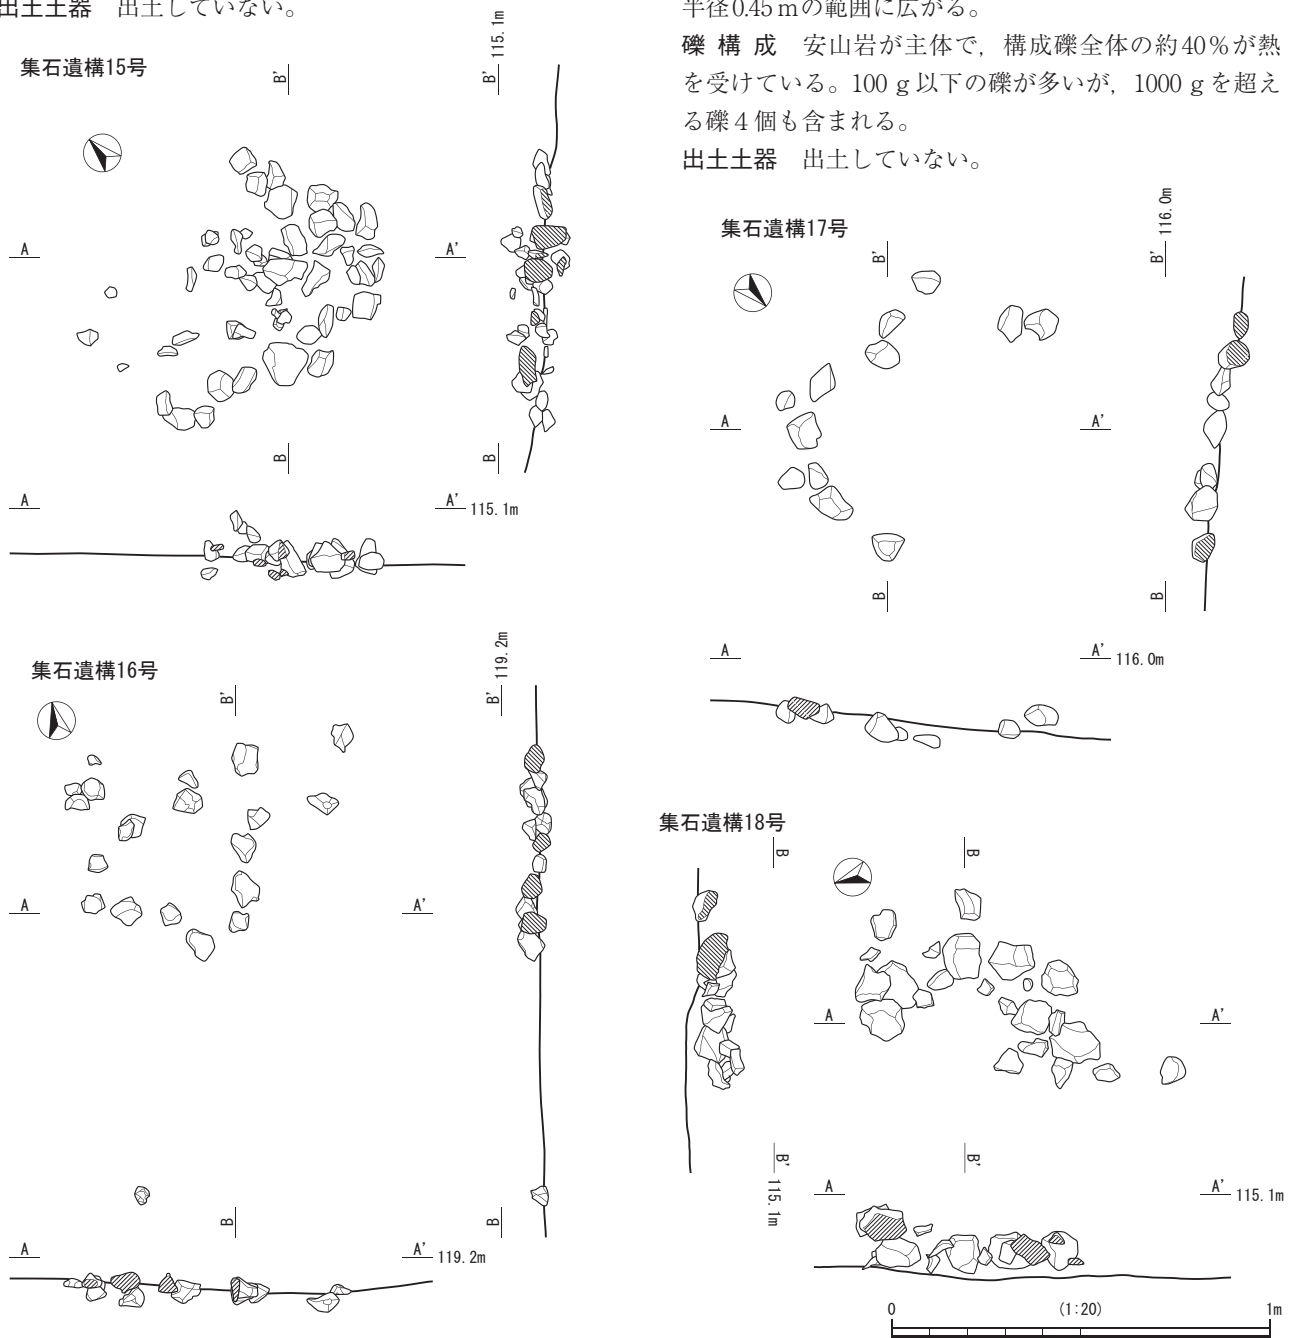 出土土器　出土していない。
半径0.45ｍの範囲に広がる。
礫 構 成　安山岩が主体で，構成礫全体の約40％が熱
を受けている。100ｇ以下の礫が多いが，1000ｇを超え
る礫４個も含まれる。
出土土器　出土していない。
集石遺構15号
B'
B'
115.1m
A
A'
B
B
A
A'
115.1m
集石遺構16号
B'
B'
119.2m
A
A'
B
B
A
A'
119.2m
集石遺構17号
B'
B'
116.0m
A
A'
B
B
A
A'
116.0m
集石遺構18号
B
B
A
A'
B'
115.1m
B'
A
A'
115.1m
0
(1:20)
1m